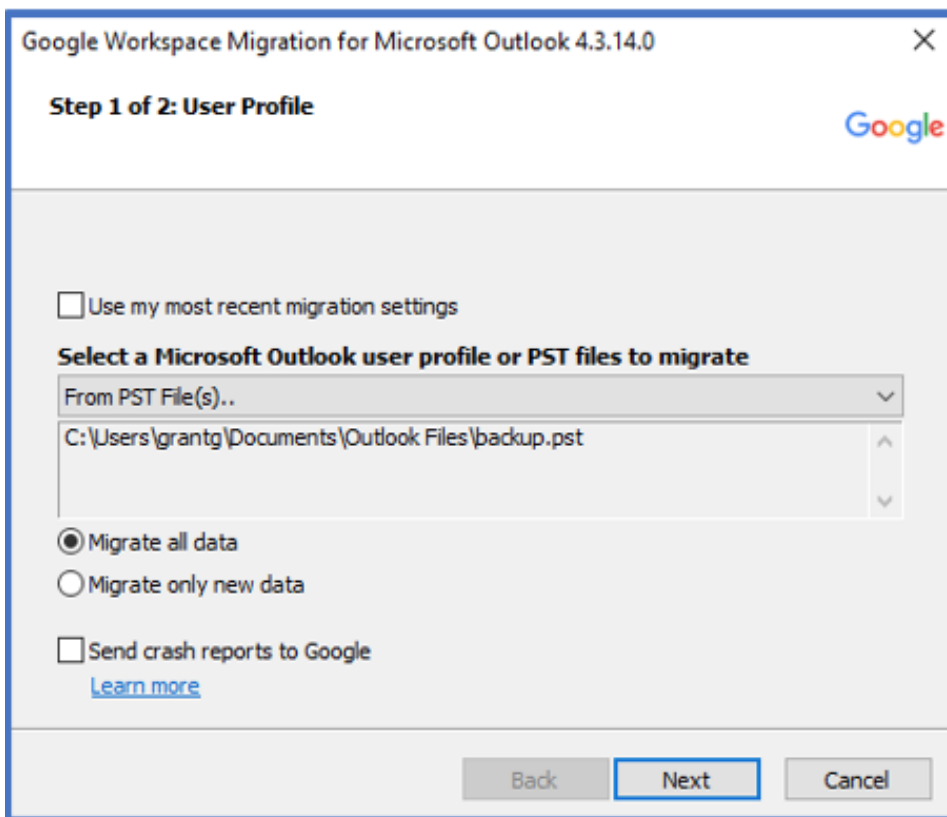 Google Workspace Migration for Microsoft Outlook 4.3.14.0
Step 1 of 2: User Profile
Google
Use my most recent migration settings
Select a Microsoft Outlook user profile or PST files to migrate
From PST File(s)..
C:\Users\grantg\Documents\Outlook Files\backup.pst
Migrate all data
Migrate only new data
Send crash reports to Google
Learn more
Back Next Cancel